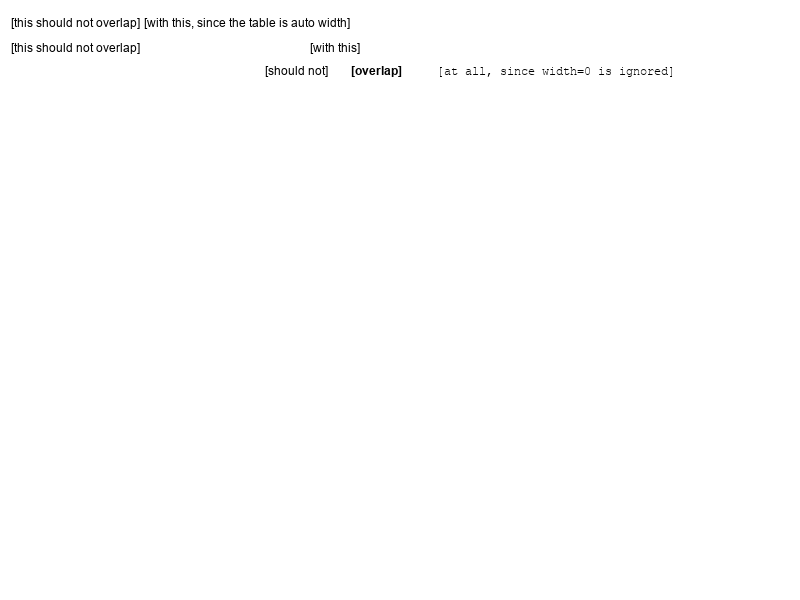 [this should not overlap] [with this, since the table is auto width]
[this should not overlap] [with this]
[should not] [overlap] [at all, since width=0 is ignored]